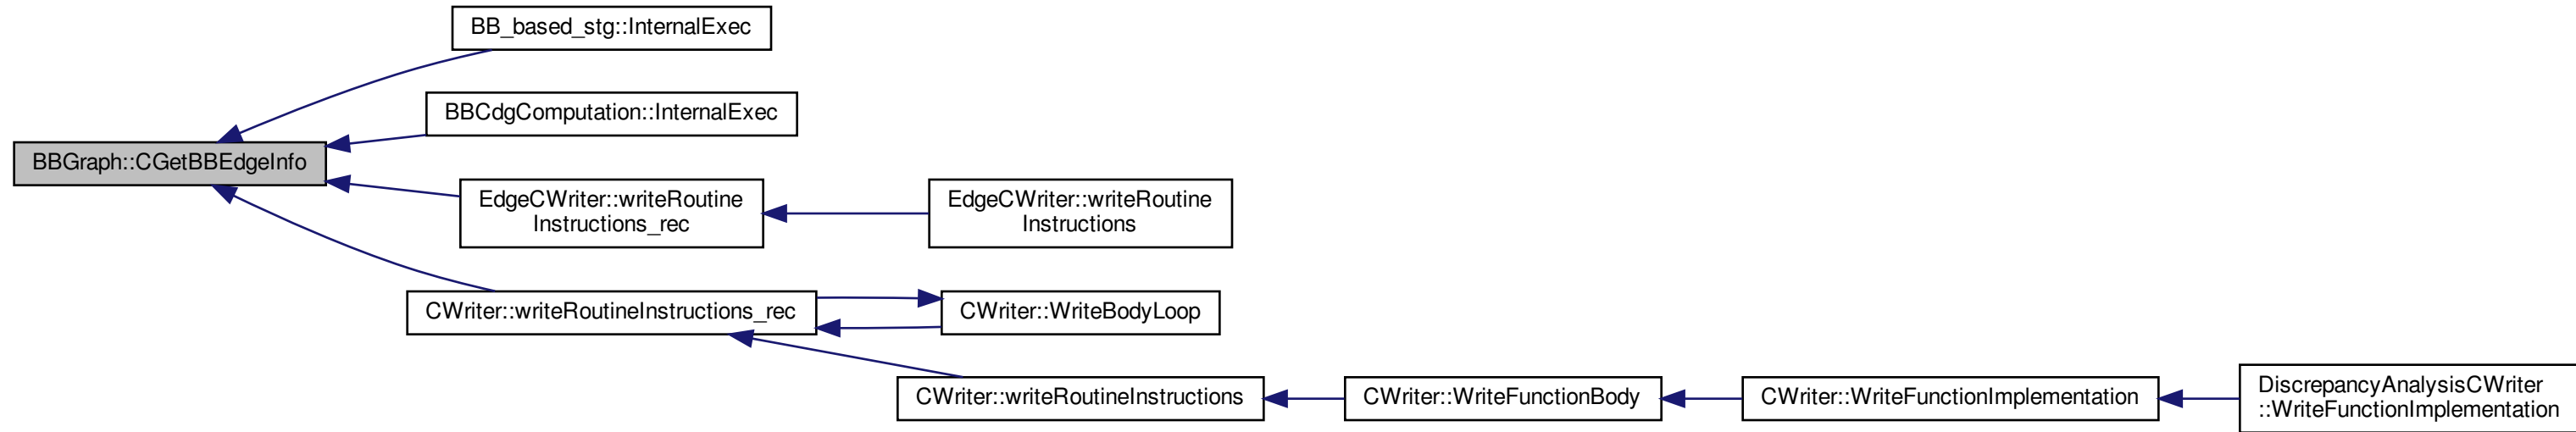 BB_based_stg::InternalExec
BBCdgComputation::InternalExec
BBGraph::CGetBBEdgeInfo
EdgeCWriter::writeRoutine
Instructions_rec
EdgeCWriter::writeRoutine
Instructions
CWriter::writeRoutineInstructions_rec
CWriter::WriteBodyLoop
CWriter::writeRoutineInstructions
CWriter::WriteFunctionBody
CWriter::WriteFunctionImplementation
DiscrepancyAnalysisCWriter
::WriteFunctionImplementation